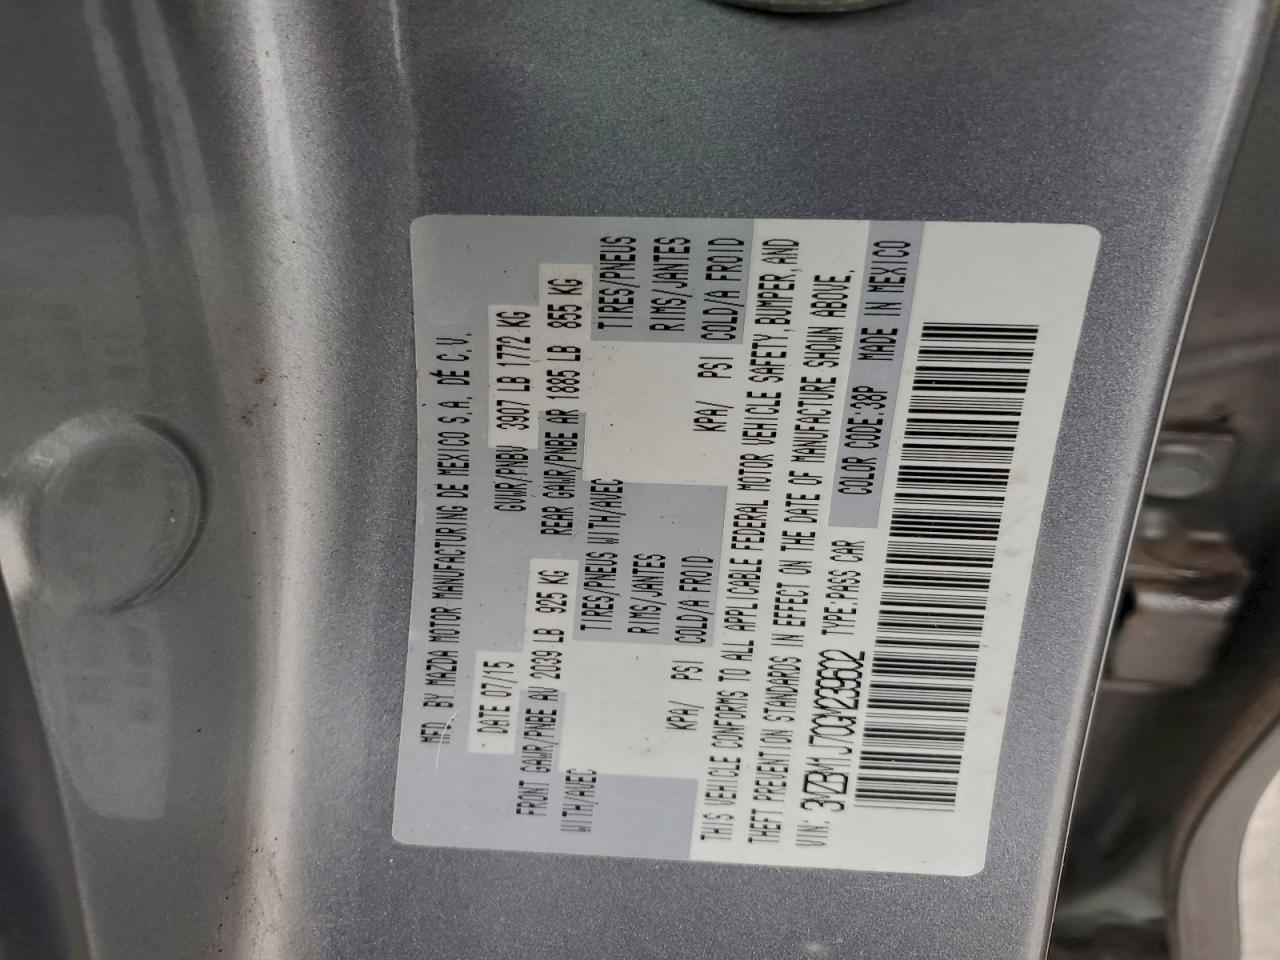 MFD BY MAZDA MOTOR MANUFACTURING DE MEXICO S.A. DE C.V.
DATE 07/15 GVWR/PNBV 3907 LB 1772 KG
FRONT GAWR/PNBE AV 2039 LB 925 KG REAR GAWR/PNBE AR 1885 LB 855 KG
WITH/AVEC TIRES/PNEUS WITH/AVEC TIRES/PNEUS
RIMS/JANTES RIMS/JANTES
KPA/ PSI COLD/A FROID KPA/ PSI COLD/A FROID
THIS VEHICLE CONFORMS TO ALL APPLICABLE FEDERAL MOTOR VEHICLE SAFETY, BUMPER, AND
THEFT PREVENTION STANDARDS IN EFFECT ON THE DATE OF MANUFACTURE SHOWN ABOVE.
VIN: 3MZBM1J70GM239602 TYPE:PASS CAR COLOR CODE:38P MADE IN MEXICO